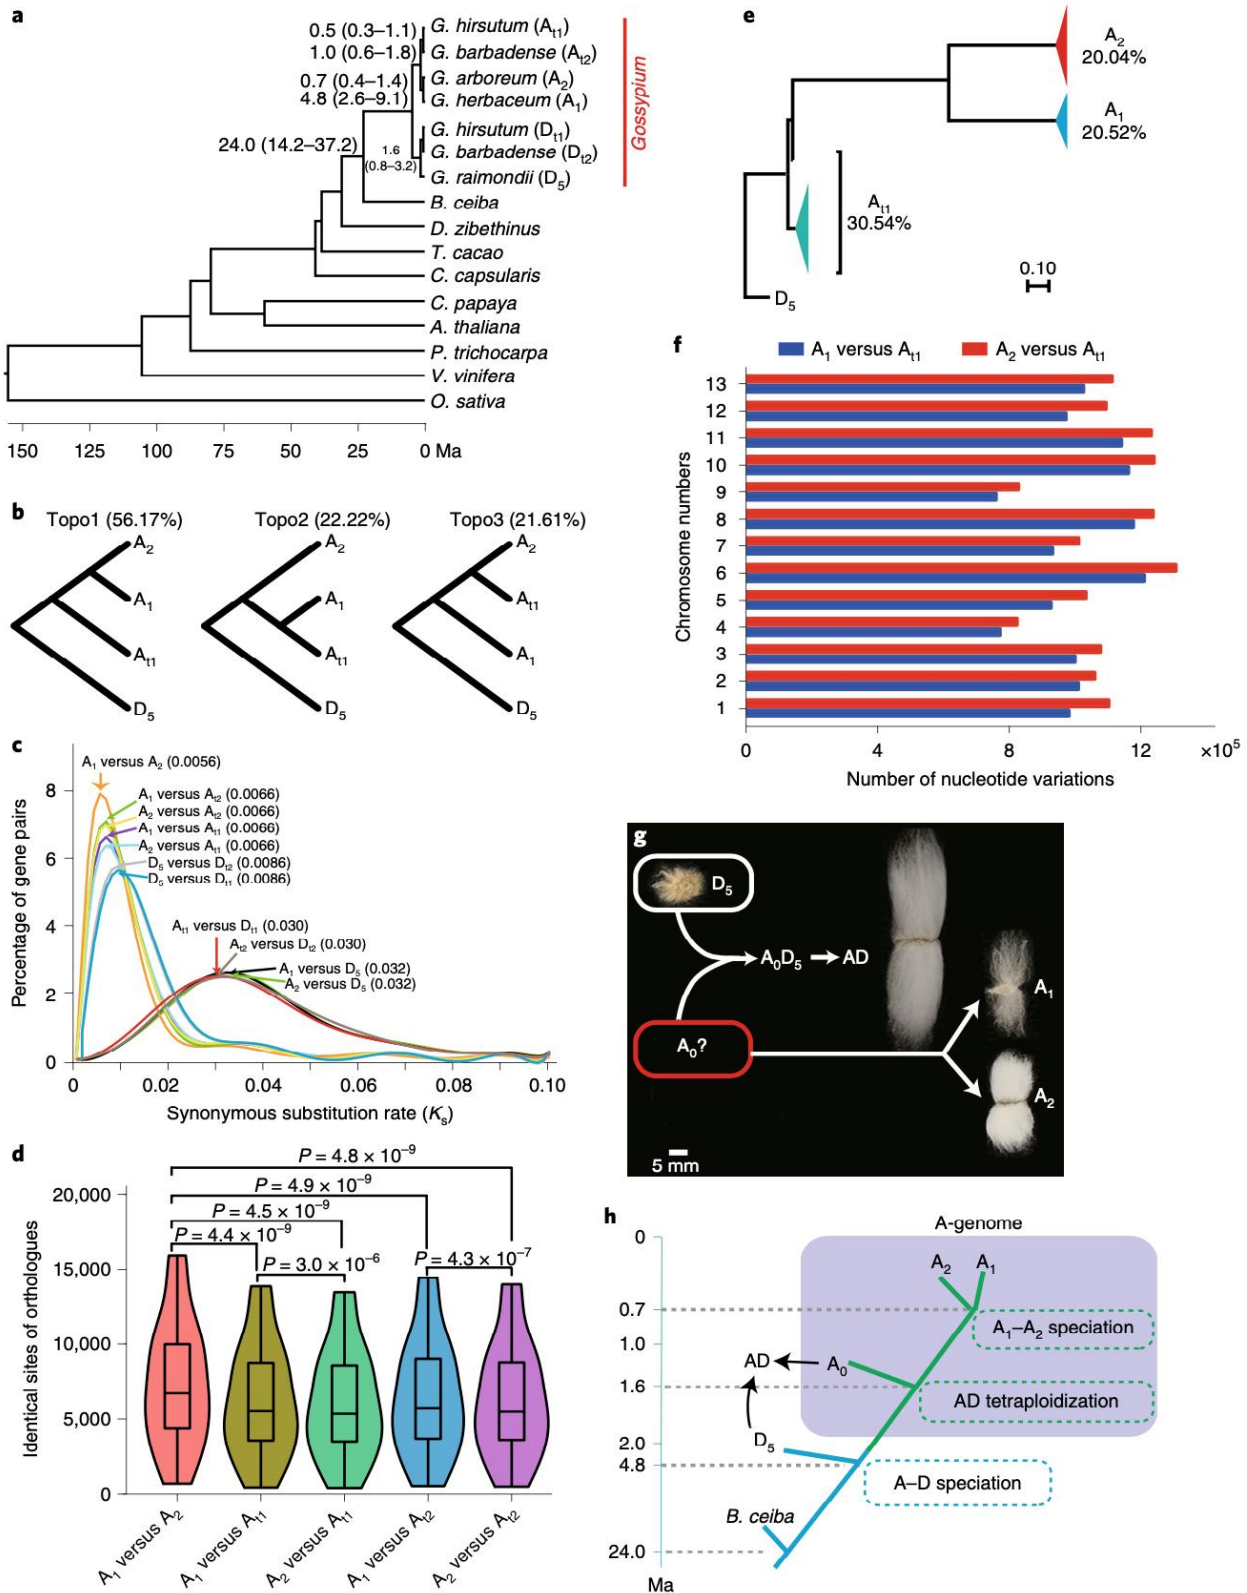 a
0.5 (0.3–1.1)
1.0 (0.6–1.8)
0.7 (0.4–1.4)
4.8 (2.6–9.1)
24.0 (14.2–37.2)
1.6
(0.8–3.2)
G. hirsutum (At1)
G. barbadense (At2)
G. arboreum (A2)
G. herbaceum (A1)
G. hirsutum (Dt1)
G. barbadense (Dt2)
G. raimondii (D5)
Gossypium
B. ceiba
D. zibethinus
T. cacao
C. capsularis
C. papaya
A. thaliana
P. trichocarpa
V. vinifera
O. sativa
150 125 100 75 50 25 0 Ma
b
Topo1 (56.17%) Topo2 (22.22%) Topo3 (21.61%)
A2 A2 A2
A1 A1 At1
At1 At1 A1
D5 D5 D5
c
Percentage of gene pairs
8
6
4
2
0
A1 versus A2 (0.0056)
A1 versus At2 (0.0066)
A2 versus At2 (0.0066)
A1 versus At1 (0.0066)
A2 versus At1 (0.0066)
D5 versus Dt2 (0.0086)
D5 versus Dt1 (0.0086)
At1 versus Dt1 (0.030)
At2 versus Dt2 (0.030)
A1 versus D5 (0.032)
A2 versus D5 (0.032)
0 0.02 0.04 0.06 0.08 0.10
Synonymous substitution rate (Ks)
d
Identical sites of orthologues
20,000
15,000
10,000
5,000
0
P = 4.8 × 10–9
P = 4.9 × 10–9
P = 4.5 × 10–9
P = 4.4 × 10–9
P = 3.0 × 10–6
P = 4.3 × 10–7
A1 versus A2
A1 versus At1
A2 versus At1
A1 versus At2
A2 versus At2
e
A2
20.04%
A1
20.52%
At1
30.54%
0.10
D5
f
A1 versus At1 A2 versus At1
Chromosome numbers
13
12
11
10
9
8
7
6
5
4
3
2
1
0 4 8 12 ×105
Number of nucleotide variations
g
D5
A0D5 AD
A0?
A1
A2
5 mm
h
A-genome
0
0.7
1.0
1.6
2.0
4.8
24.0
Ma
A2 A1
A1–A2 speciation
AD A0
AD tetraploidization
D5
A–D speciation
B. ceiba